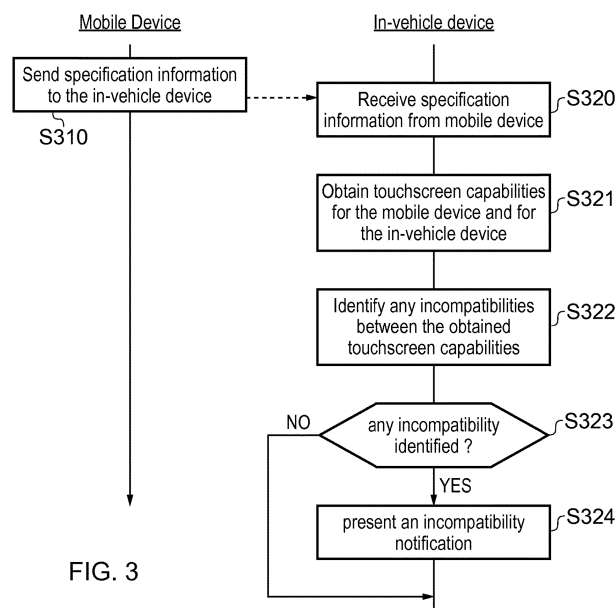 Mobile Device
In-vehicle device
Send specification information
to the in-vehicle device
S310
Receive specification
information from mobile device
S320
Obtain touchscreen capabilities
for the mobile device and for
the in-vehicle device
S321
Identify any incompatibilities
between the obtained
touchscreen capabilities
S322
any incompatibility
identified ?
S323
NO
YES
present an incompatibility
notification
S324
FIG. 3